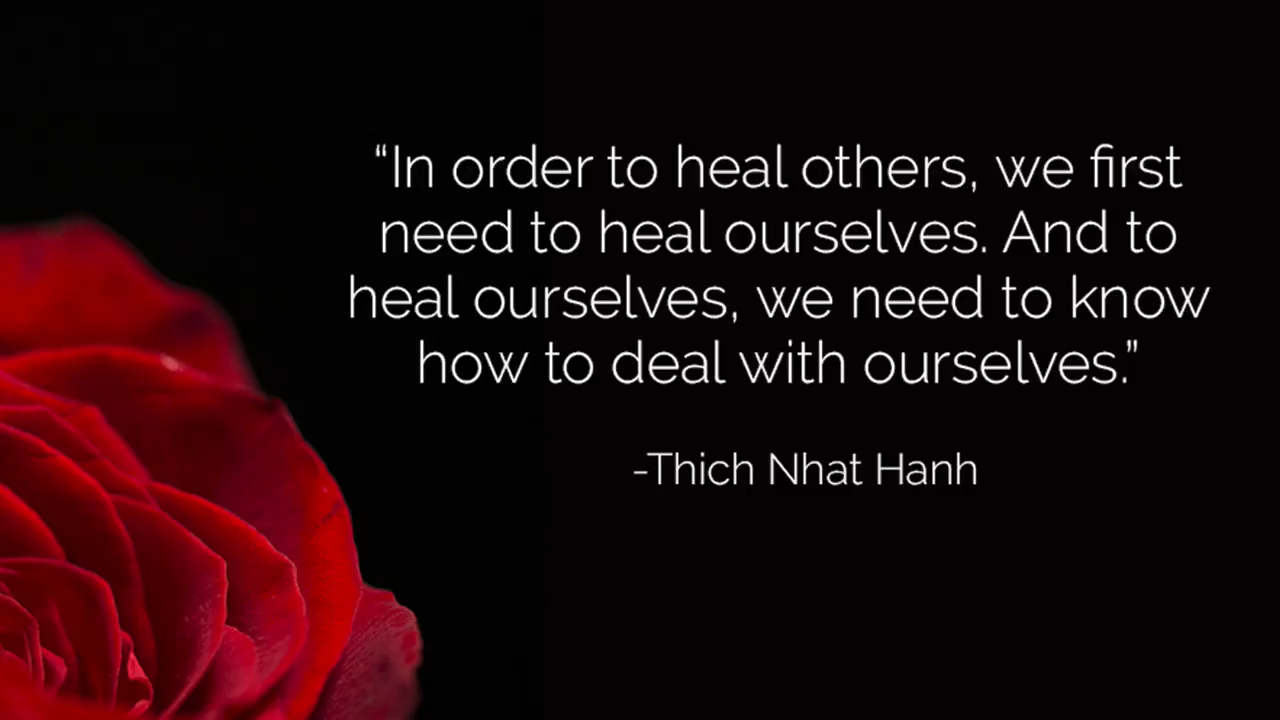 “In order to heal others, we first
need to heal ourselves. And to
heal ourselves, we need to know
how to deal with ourselves.”
-Thich Nhat Hanh